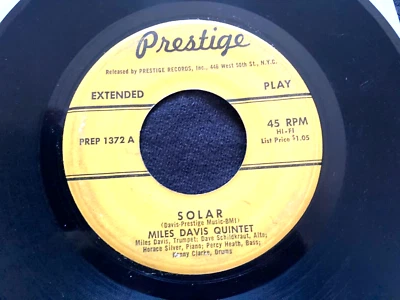 Prestige
Released by PRESTIGE RECORDS, Inc., 446 West 50th St., N.Y.C.
EXTENDED PLAY
PREP 1372 A
45 RPM
HI-FI
List Price $1.05
SOLAR
(Davis-Prestige Music-BMI)
MILES DAVIS QUINTET
Miles Davis, Trumpet; Dave Schildkraut, Alto;
Horace Silver, Piano; Percy Heath, Bass;
Kenny Clarke, Drums